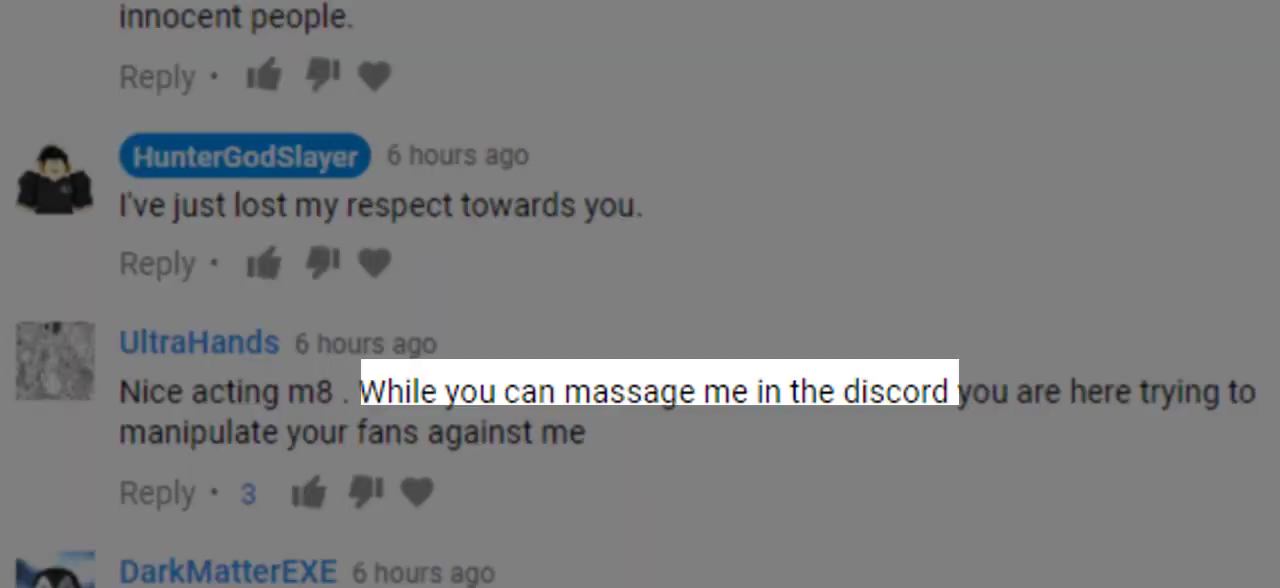 innocent people.
Reply •
HunterGodSlayer 6 hours ago
I've just lost my respect towards you.
Reply •
UltraHands 6 hours ago
Nice acting m8 . While you can massage me in the discord you are here trying to
manipulate your fans against me
Reply • 3
DarkMatterEXE 6 hours ago